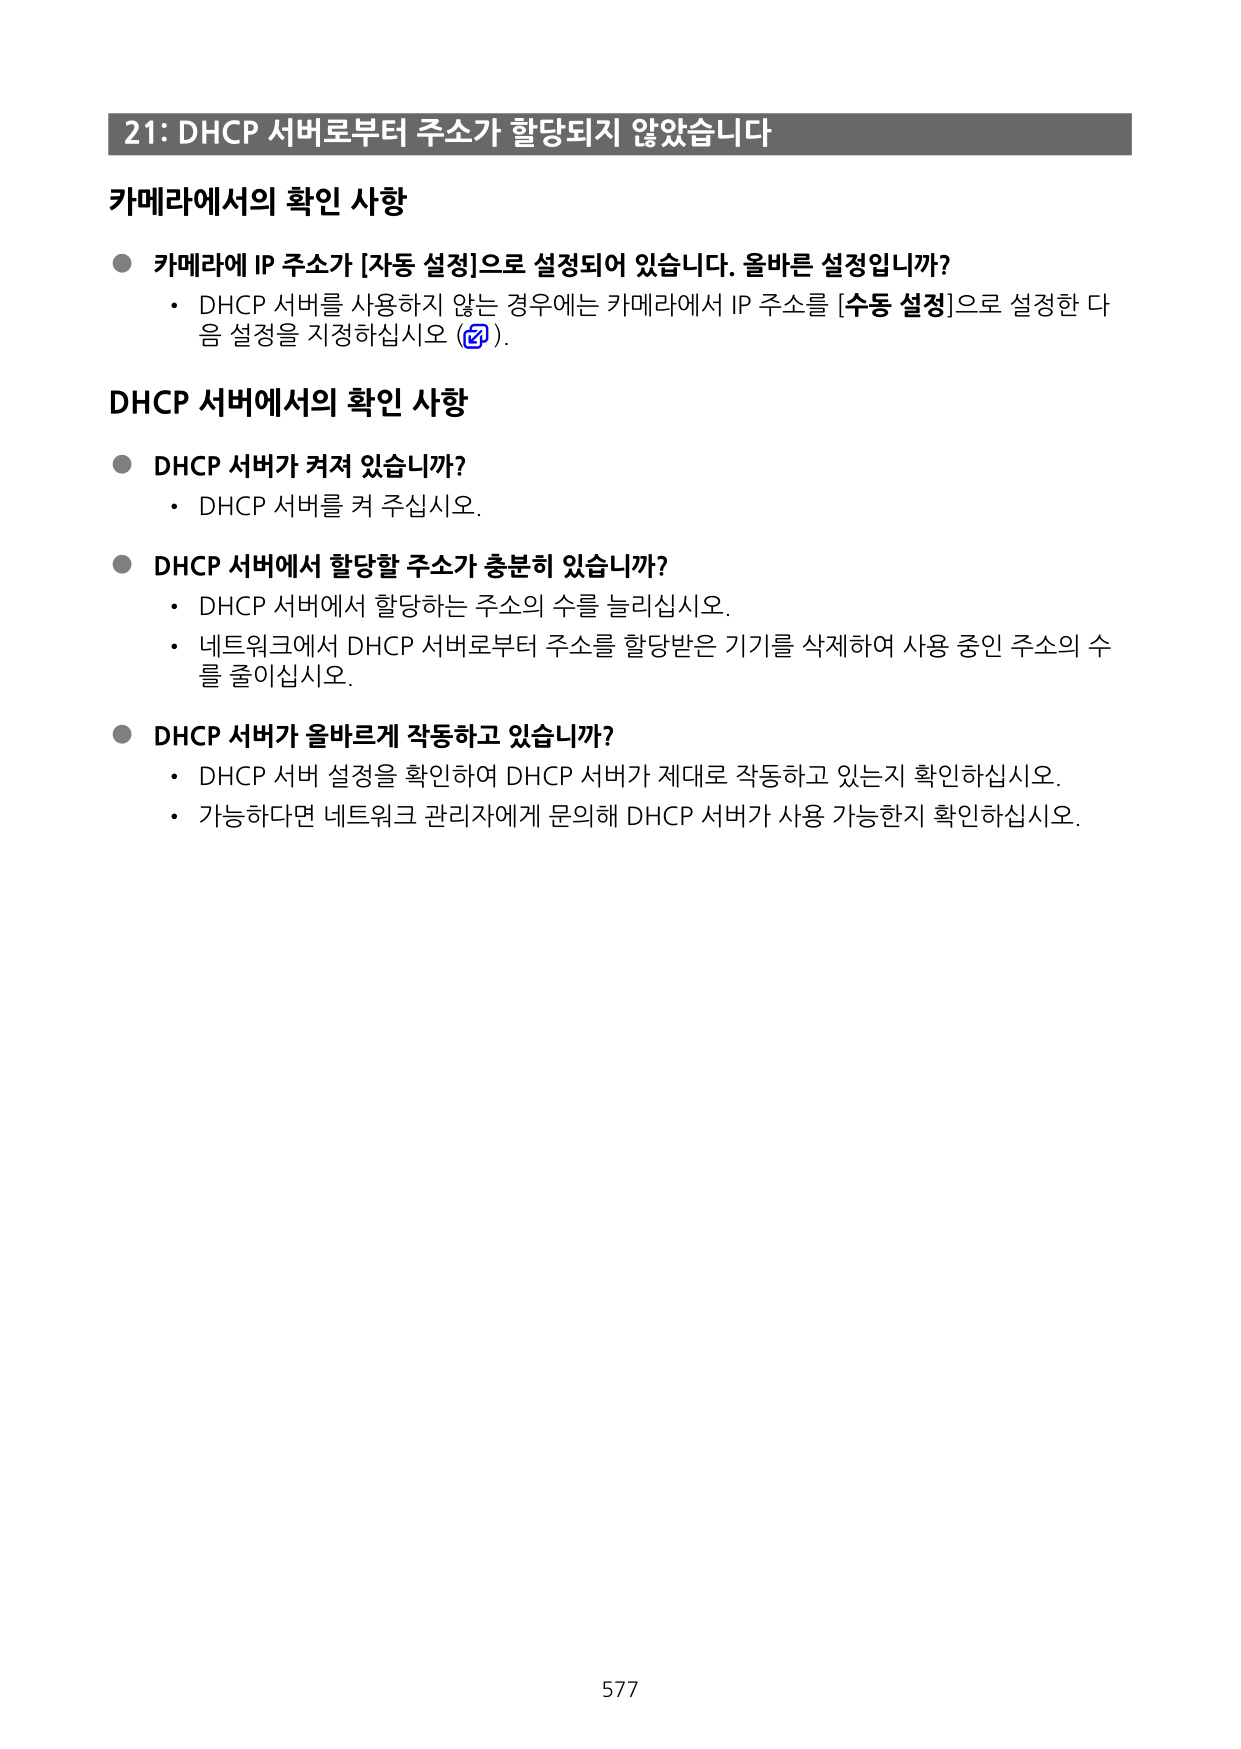 21: DHCP 서버로부터 주소가 할당되지 않았습니다
카메라에서의 확인 사항
● 카메라에 IP 주소가 [자동 설정]으로 설정되어 있습니다. 올바른 설정입니까?
• DHCP 서버를 사용하지 않는 경우에는 카메라에서 IP 주소를 [수동 설정]으로 설정한 다
음 설정을 지정하십시오 ( ).
DHCP 서버에서의 확인 사항
● DHCP 서버가 켜져 있습니까?
• DHCP 서버를 켜 주십시오.
● DHCP 서버에서 할당할 주소가 충분히 있습니까?
• DHCP 서버에서 할당하는 주소의 수를 늘리십시오.
• 네트워크에서 DHCP 서버로부터 주소를 할당받은 기기를 삭제하여 사용 중인 주소의 수
를 줄이십시오.
● DHCP 서버가 올바르게 작동하고 있습니까?
• DHCP 서버 설정을 확인하여 DHCP 서버가 제대로 작동하고 있는지 확인하십시오.
• 가능하다면 네트워크 관리자에게 문의해 DHCP 서버가 사용 가능한지 확인하십시오.
577